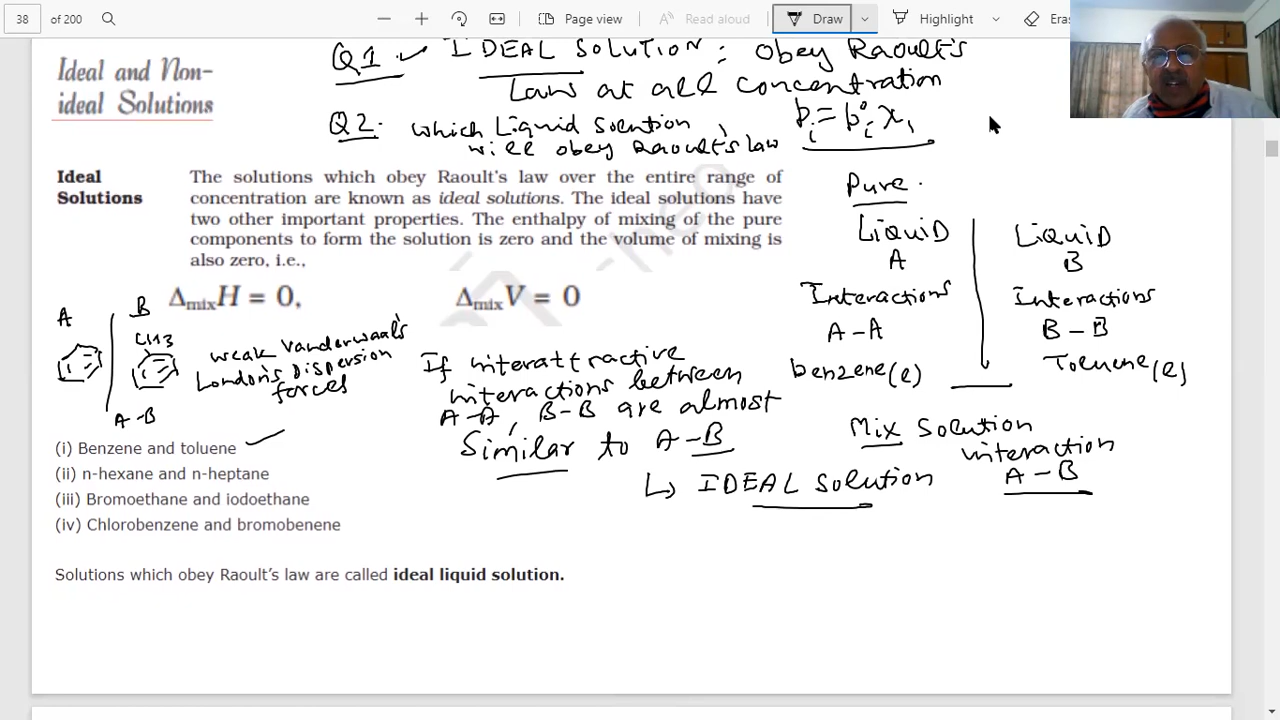 38 of 200 Page view Read aloud Draw Highlight Eras
Ideal and Non-
ideal Solutions
Q1. IDEAL SOLUTION: Obey Raoult's
Law at all concentration
Q2. which Liquid Solution
will obey Raoult's law
p_i = p°_i x_i
Ideal
Solutions
The solutions which obey Raoult's law over the entire range of
concentration are known as ideal solutions. The ideal solutions have
two other important properties. The enthalpy of mixing of the pure
components to form the solution is zero and the volume of mixing is
also zero, i.e.,
ΔmixH = 0, ΔmixV = 0
Pure
LiquiD
A
Interactions
A-A
benzene(l)
LiquiD
B
Interactions
B-B
Toluene(l)
A
B
CH3
A-B
weak Vanderwaal's
London's Dispersion
forces
If interattractive
interactions between
A-A, B-B are almost
Similar to A-B
↳ IDEAL Solution
Mix Solution
interaction
A-B
(i) Benzene and toluene
(ii) n-hexane and n-heptane
(iii) Bromoethane and iodoethane
(iv) Chlorobenzene and bromobenene
Solutions which obey Raoult's law are called ideal liquid solution.